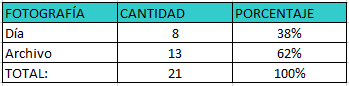 FOTOGRAFÍA CANTIDAD PORCENTAJE
Día 8 38%
Archivo 13 62%
TOTAL: 21 100%